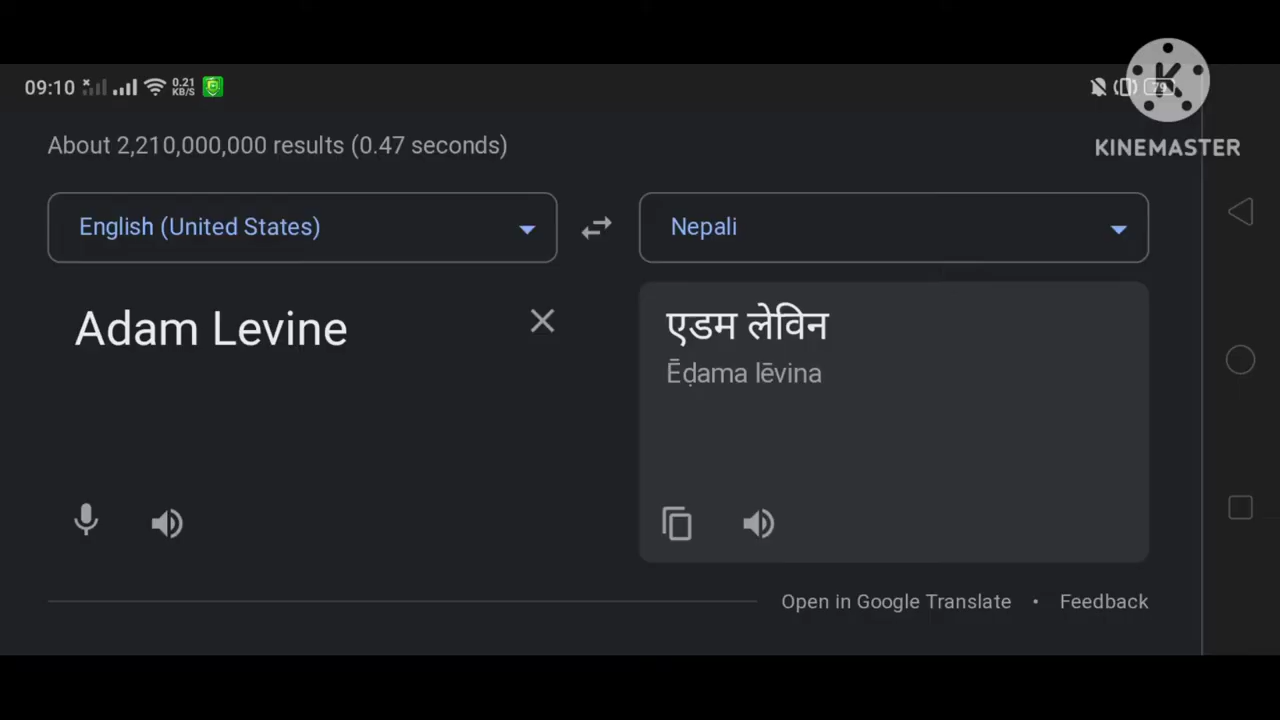 09:10
0.21
KB/S
79
KINEMASTER
About 2,210,000,000 results (0.47 seconds)
English (United States)
Nepali
Adam Levine
एडम लेविन
Ēḍama lēvina
Open in Google Translate • Feedback